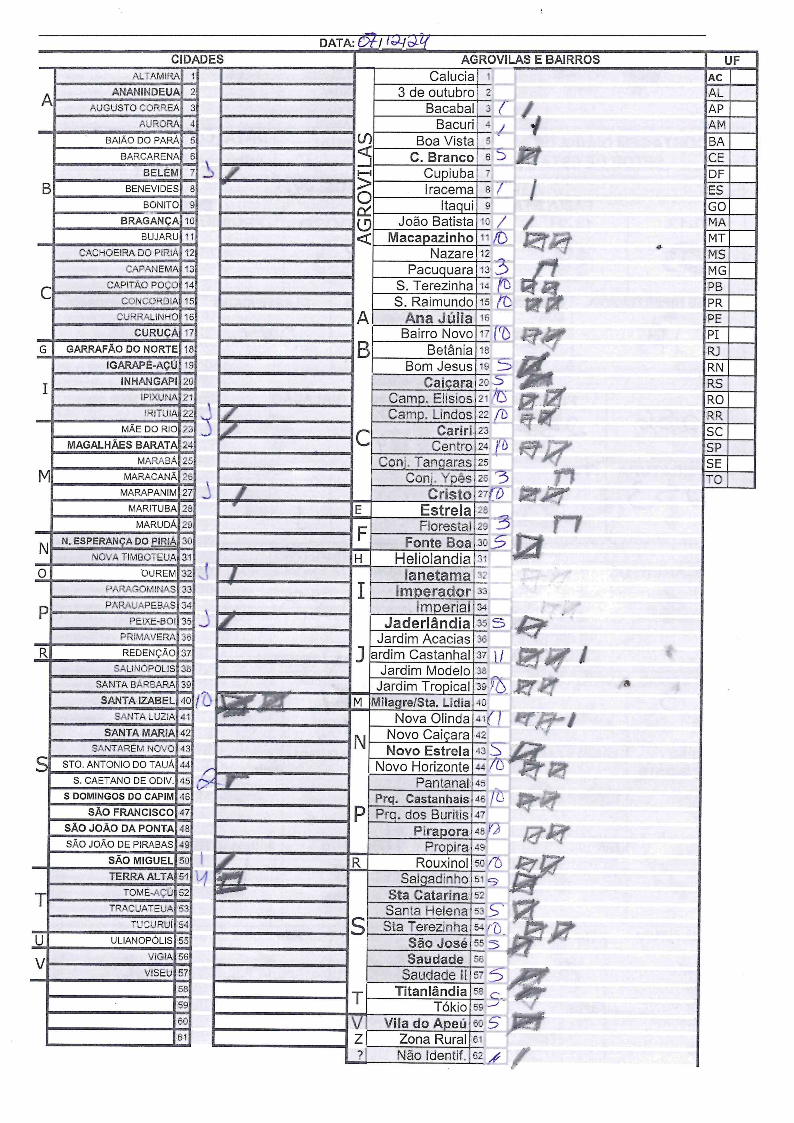 DATA: 07/12/24
CIDADES
A
ALTAMIRA 1
ANANINDEUA 2
AUGUSTO CORREA 3
AURORA 4
B
BAIÃO DO PARÁ 5
BARCARENA 6
BELÉM 7
BENEVIDES 8
BONITO 9
BRAGANÇA 10
BUJARU 11
C
CACHOEIRA DO PIRIÁ 12
CAPANEMA 13
CAPITÃO POÇO 14
CONCORDIA 15
CURRALINHO 16
CURUÇA 17
G GARRAFÃO DO NORTE 18
I
IGARAPÉ-AÇÚ 19
INHANGAPI 20
IPIXUNA 21
IRITUIA 22
M
MÃE DO RIO 23
MAGALHÃES BARATA 24
MARABÁ 25
MARACANÃ 26
MARAPANIM 27
MARITUBA 28
MARUDÁ 29
N
N. ESPERANÇA DO PIRIÁ 30
NOVA TIMBOTEUA 31
O OUREM 32
P
PARAGOMINAS 33
PARAUAPEBAS 34
PEIXE-BOI 35
PRIMAVERA 36
R REDENÇÃO 37
S
SALINÓPOLIS 38
SANTA BÁRBARA 39
SANTA IZABEL 40 10
SANTA LUZIA 41
SANTA MARIA 42
SANTARÉM NOVO 43
STO. ANTONIO DO TAUÁ 44
S. CAETANO DE ODIV. 45 2
S DOMINGOS DO CAPIM 46
SÃO FRANCISCO 47
SÃO JOÃO DA PONTA 48
SÃO JOÃO DE PIRABAS 49
SÃO MIGUEL 50 1
T
TERRA ALTA 51 4
TOMÉ-AÇÚ 52
TRACUATEUA 53
TUCURUÍ 54
U ULIANOPÓLIS 55
V
VIGIA 56
VISEU 57
58
59
60
61
AGROVILAS E BAIRROS
AGROVILAS
Calucia 1
3 de outubro 2
Bacabal 3 1
Bacuri 4 1
Boa Vista 5
C. Branco 6 5
Cupiuba 7
Iracema 8 1
Itaqui 9
João Batista 10 1
Macapazinho 11 10
Nazare 12
Pacuquara 13 3
S. Terezinha 14 10
S. Raimundo 15 10
A Ana Júlia 16
B
Bairro Novo 17 10
Betânia 18
Bom Jesus 19 5
C
Caiçara 20 5
Camp. Elisios 21 10
Camp. Lindos 22 10
Cariri 23
Centro 24 10
Conj. Tangaras 25
Conj. Ypês 26 3
Cristo 27 10
E Estrela 28
F
Florestal 29 3
Fonte Boa 30 5
H Heliolandia 31
I
Ianetama 32
Imperador 33
Imperial 34
J
Jaderlândia 35 5
Jardim Acacias 36
Jardim Castanhal 37 11
Jardim Modelo 38
Jardim Tropical 39 10
M Milagre/Sta. Lidia 40
N
Nova Olinda 41 11
Novo Caiçara 42
Novo Estrela 43 5
Novo Horizonte 44 10
P
Pantanal 45
Prq. Castanhais 46 10
Prq. dos Buritis 47
Pirapora 48 10
Propira 49
R Rouxinol 50 10
S
Salgadinho 51 5
Sta Catarina 52
Santa Helena 53 5
Sta Terezinha 54 10
São José 55 5
Saudade 56
Saudade II 57 5
T
Titanlândia 58 5
Tókio 59
V Vila do Apeú 60 5
Z Zona Rural 61
? Não Identif. 62
UF
AC
AL
AP
AM
BA
CE
DF
ES
GO
MA
MT
MS
MG
PB
PR
PE
PI
RJ
RN
RS
RO
RR
SC
SP
SE
TO